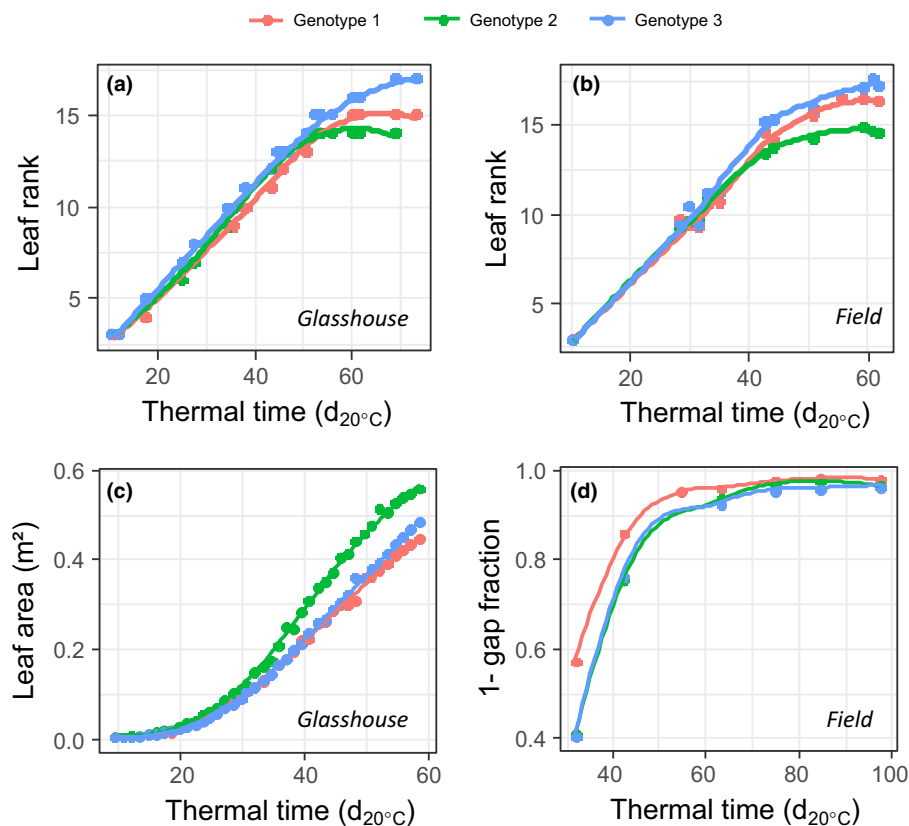 Genotype 1 Genotype 2 Genotype 3
(a)
Leaf rank
15
10
5
20 40 60
Glasshouse
Thermal time (d20°C)
(b)
Leaf rank
15
10
5
20 40 60
Field
Thermal time (d20°C)
(c)
Leaf area (m²)
0.6
0.4
0.2
0.0
20 40 60
Glasshouse
Thermal time (d20°C)
(d)
1- gap fraction
1.0
0.8
0.6
0.4
40 60 80 100
Field
Thermal time (d20°C)